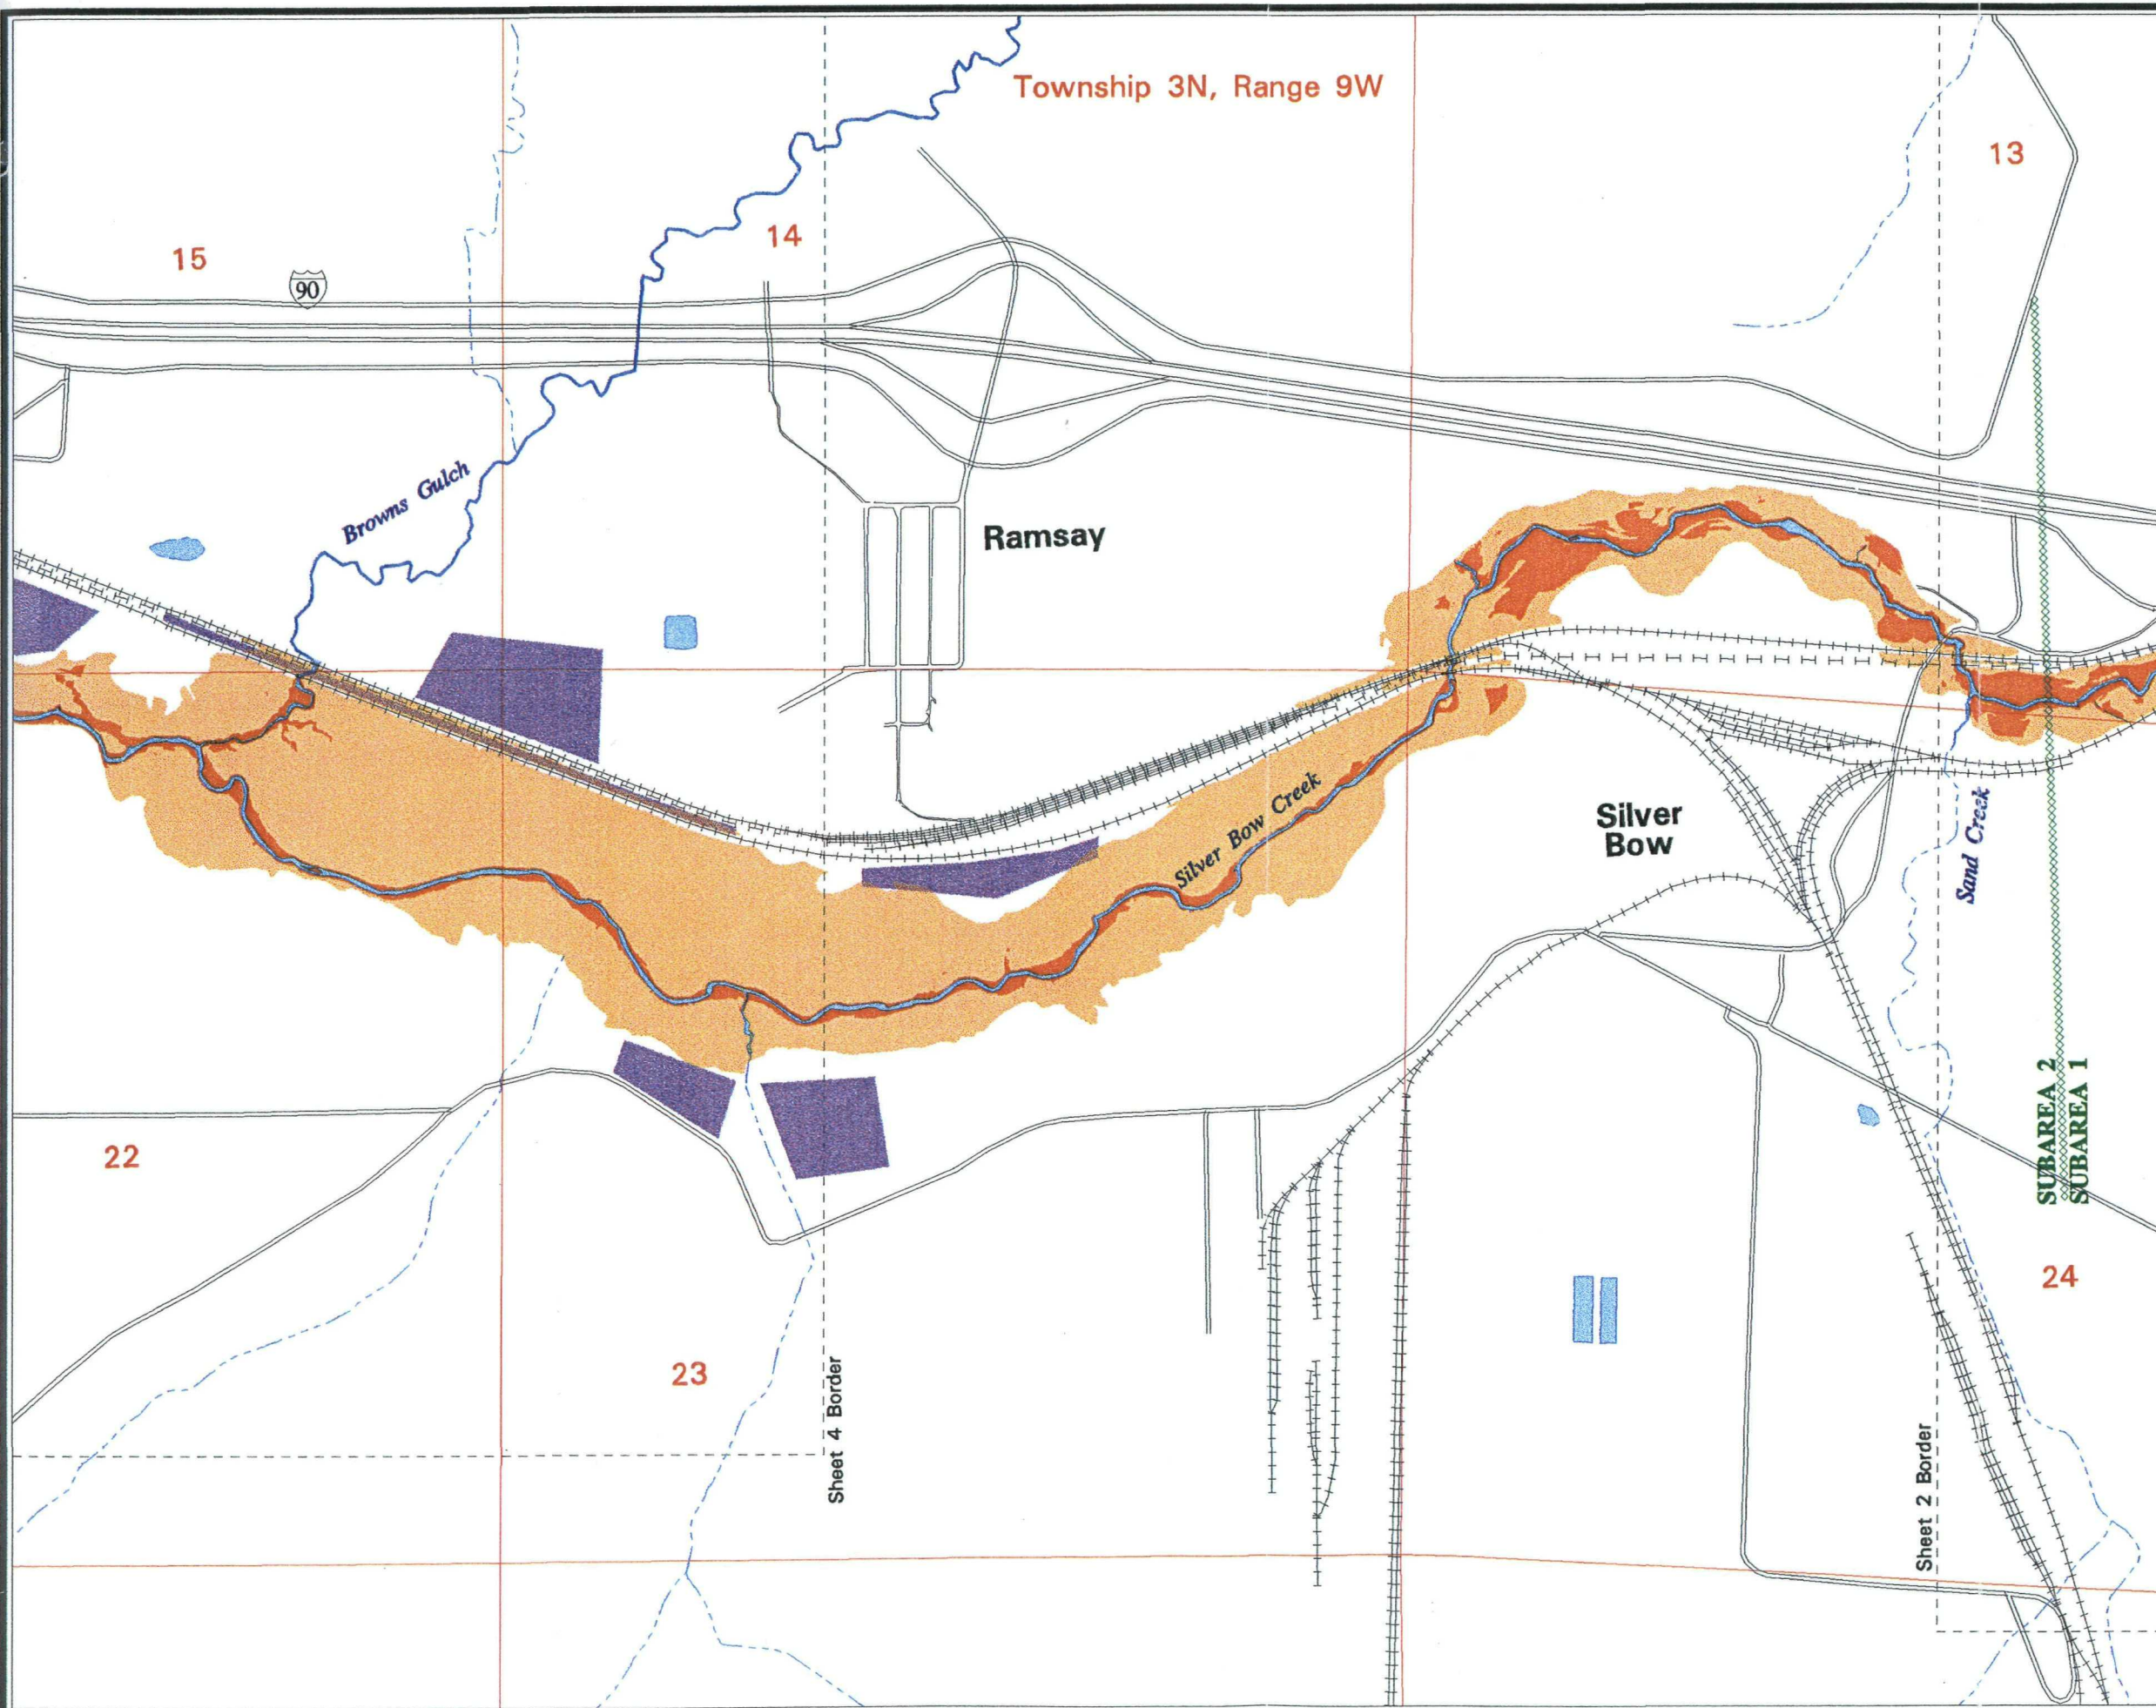 Township 3N, Range 9W
13
14
15
90
Browns Gulch
Ramsay
Silver Bow Creek
Silver
Bow
Sand Creek
SUBAREA 2
SUBAREA 1
22
24
23
Sheet 4 Border
Sheet 2 Border